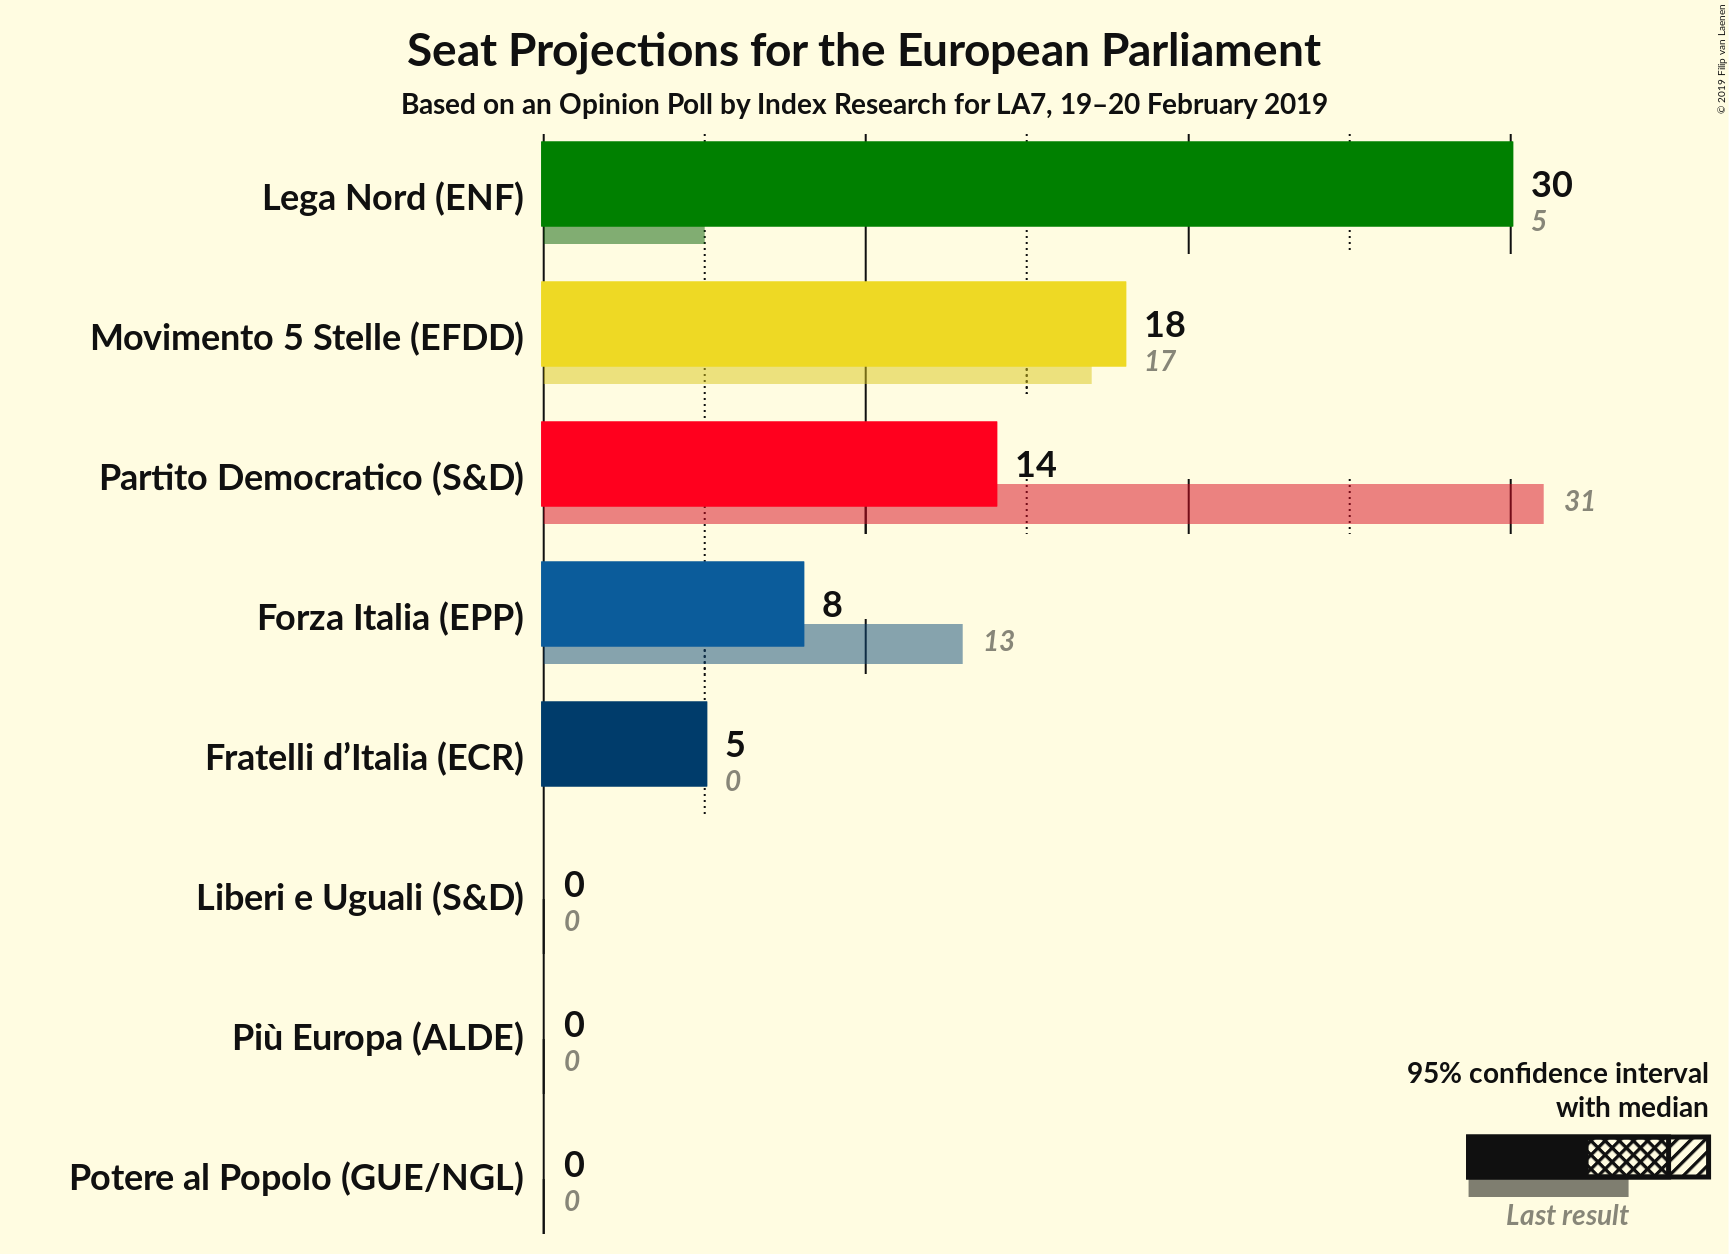 Seat Projections for the European Parliament
Based on an Opinion Poll by Index Research for LA7, 19–20 February 2019
© 2019 Filip van Laenen
Lega Nord (ENF)
30
5
Movimento 5 Stelle (EFDD)
18
17
Partito Democratico (S&D)
14
31
Forza Italia (EPP)
8
13
Fratelli d’Italia (ECR)
5
0
Liberi e Uguali (S&D)
0
0
Più Europa (ALDE)
0
0
Potere al Popolo (GUE/NGL)
0
0
95% confidence interval
with median
Last result